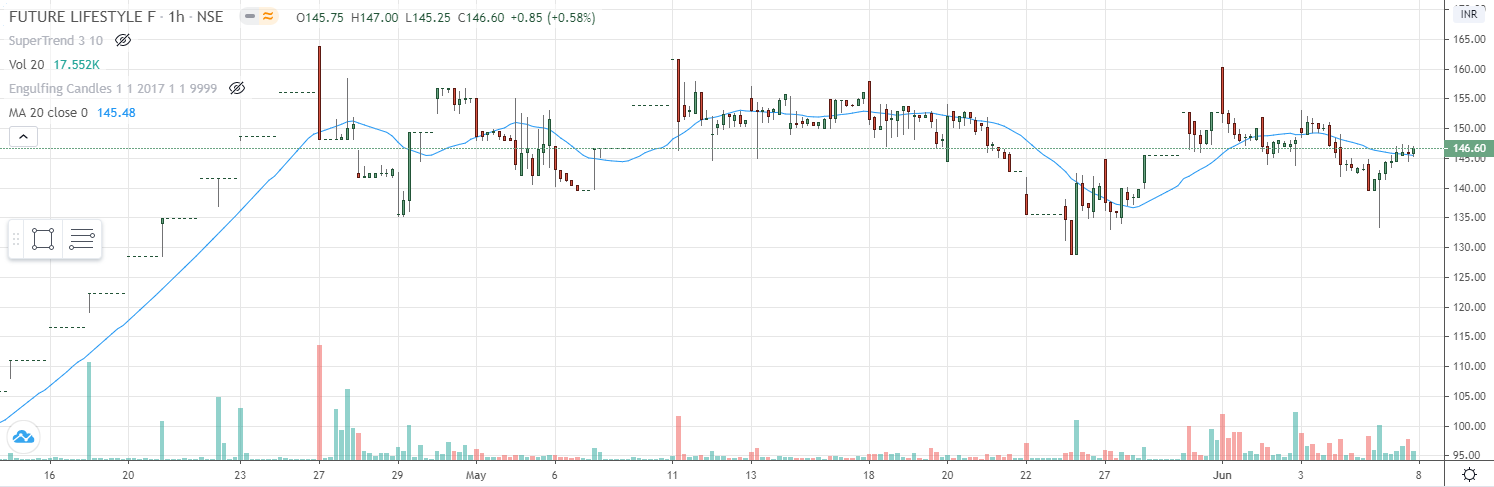 FUTURE LIFESTYLE F · 1h · NSE O145.75 H147.00 L145.25 C146.60 +0.85 (+0.58%)
INR
SuperTrend 3 10
Vol 20 17.552K
Engulfing Candles 1 1 2017 1 1 9999
MA 20 close 0 145.48
165.00
160.00
155.00
150.00
146.60
145.00
140.00
135.00
130.00
125.00
120.00
115.00
110.00
105.00
100.00
95.00
16 20 23 27 29 May 6 11 13 18 20 22 27 Jun 3 8